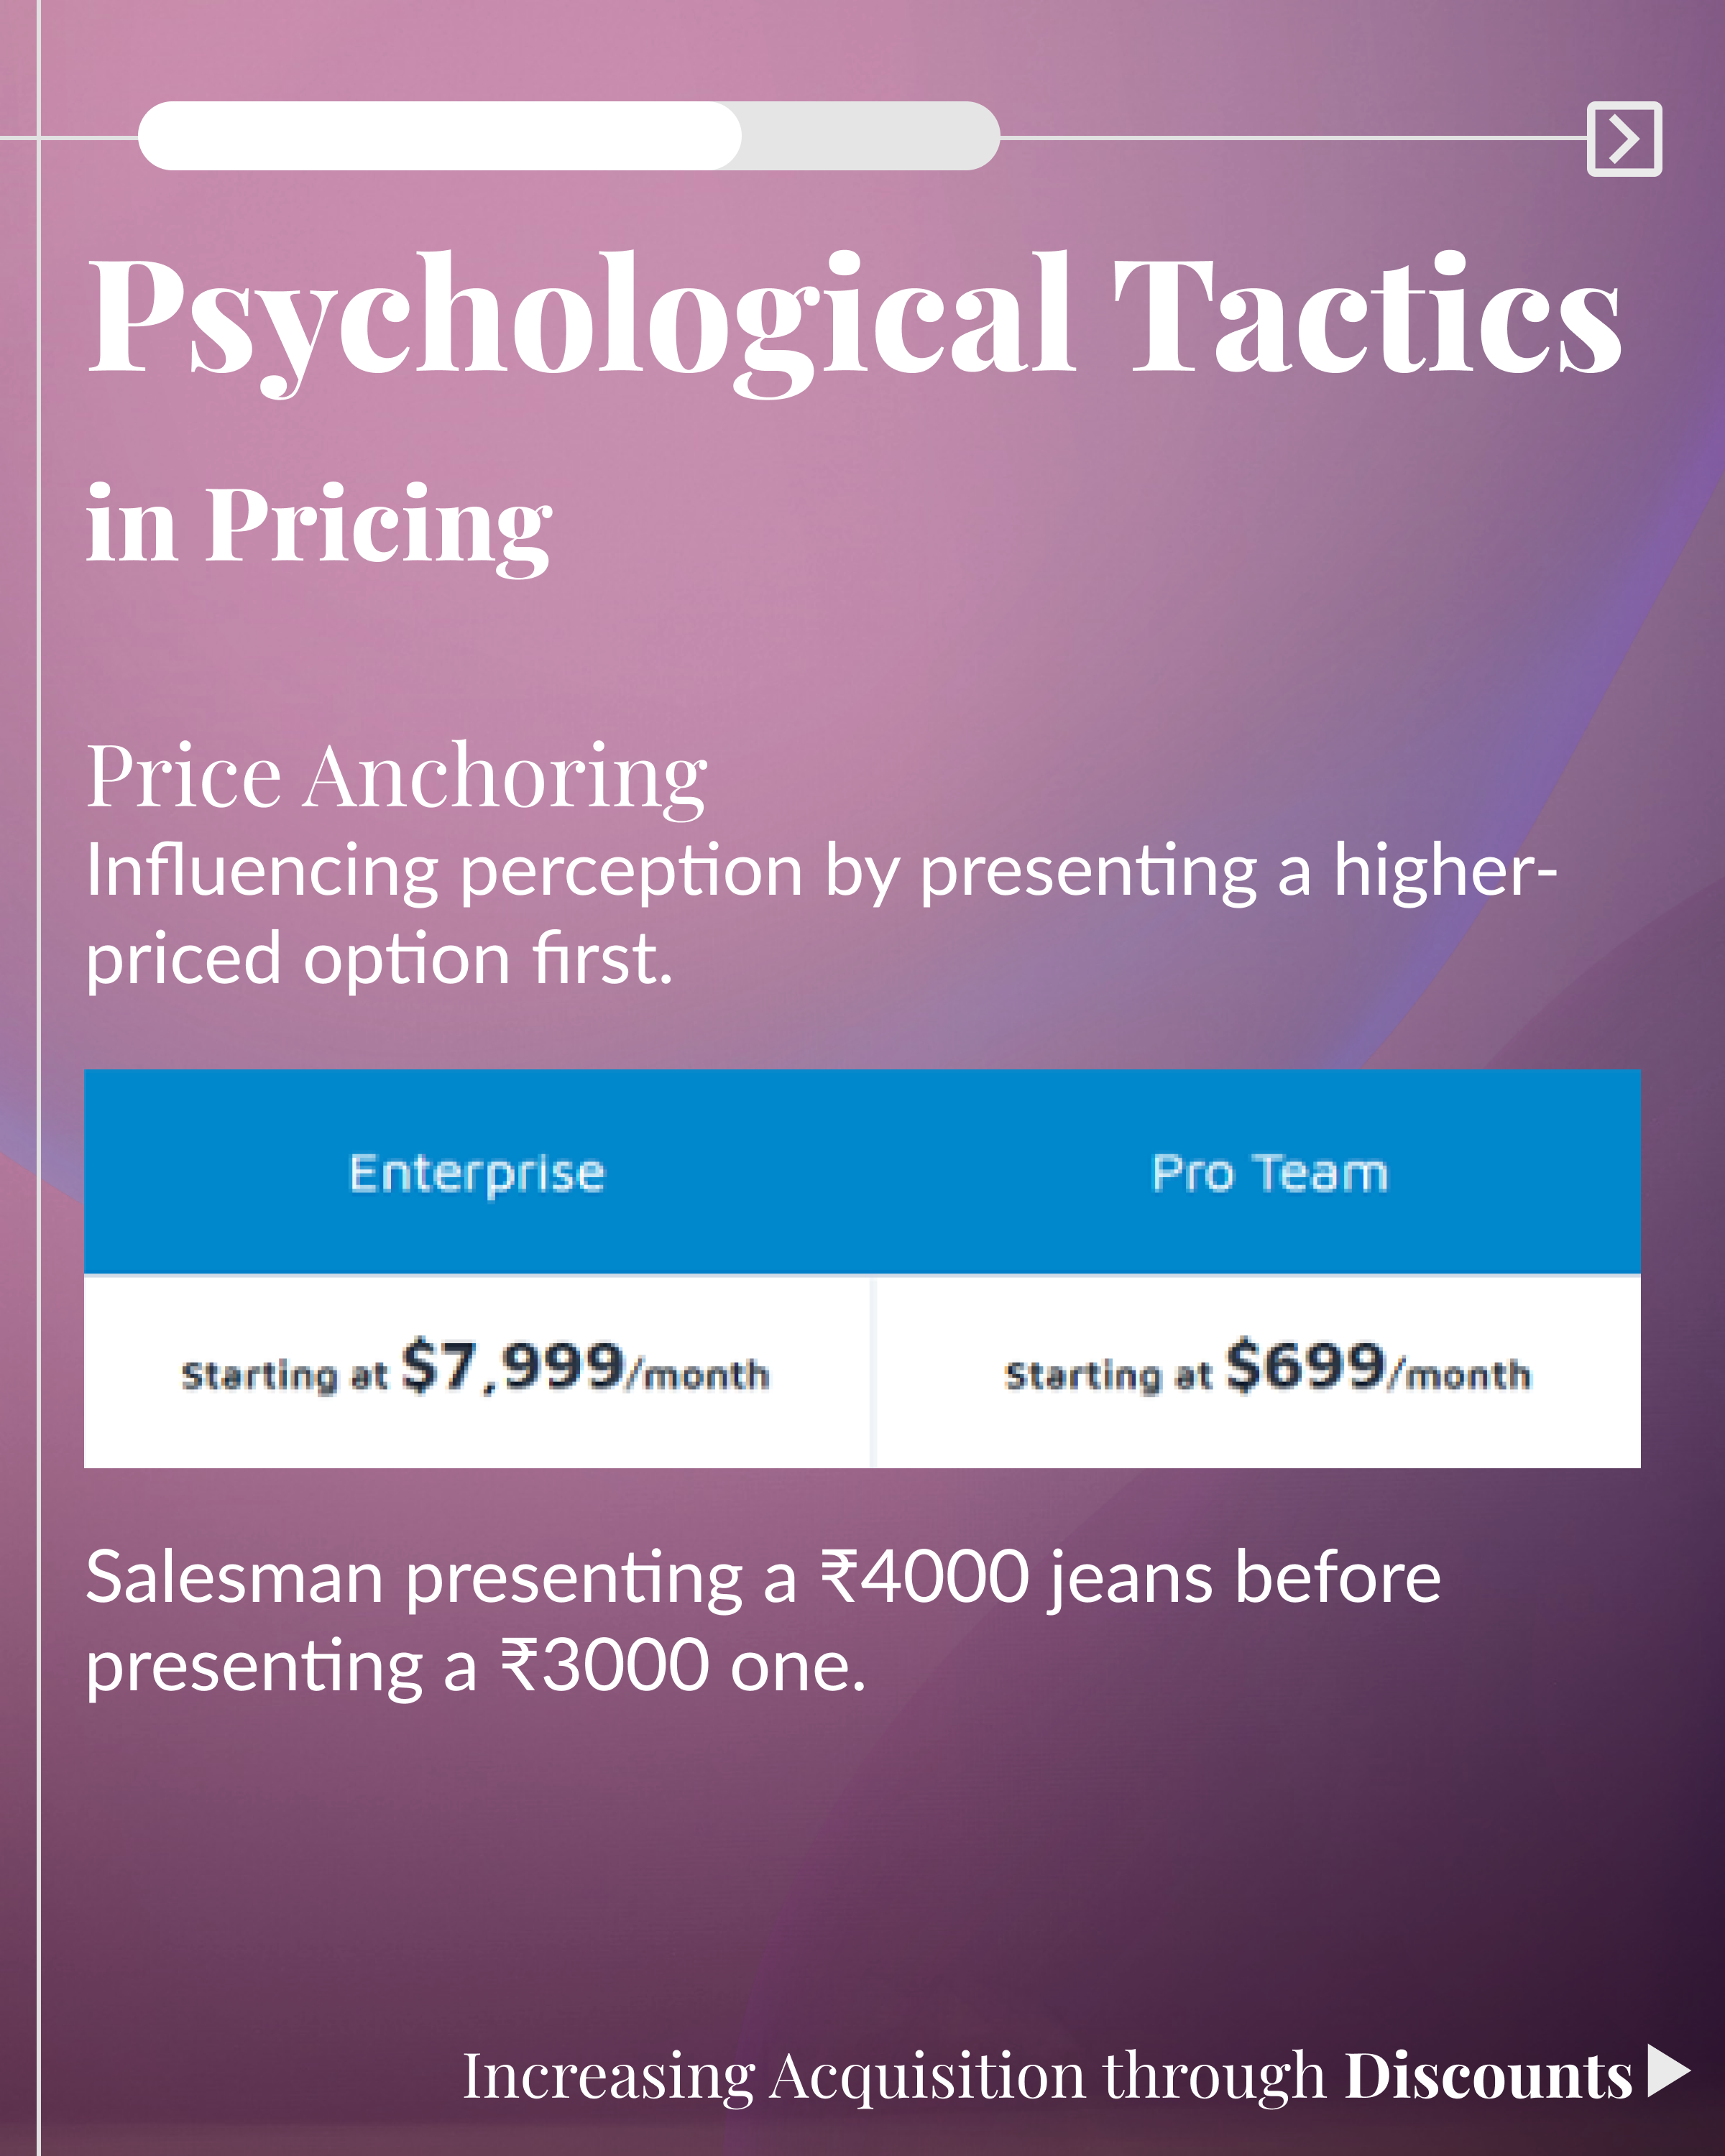 Psychological Tactics
in Pricing
Price Anchoring
Influencing perception by presenting a higher-
priced option first.
Enterprise
Pro Team
Starting at $7,999/month
Starting at $699/month
Salesman presenting a ₹4000 jeans before
presenting a ₹3000 one.
Increasing Acquisition through Discounts